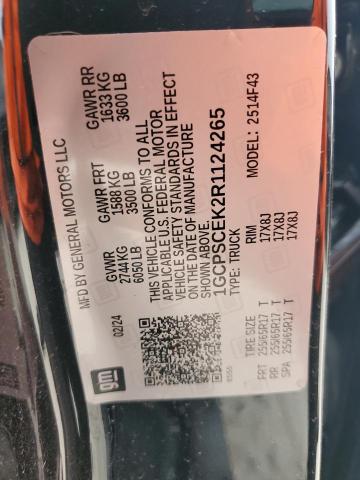 MFD BY GENERAL MOTORS LLC
02/24
GVWR
2744 KG
6050 LB
GAWR FRT
1588 KG
3500 LB
GAWR RR
1633 KG
3600 LB
THIS VEHICLE CONFORMS TO ALL
APPLICABLE U.S. FEDERAL MOTOR
VEHICLE SAFETY STANDARDS IN EFFECT
ON THE DATE OF MANUFACTURE
SHOWN ABOVE.
1GCPSCEK2R1124265
TYPE: TRUCK
MODEL: 2514F43
TIRE SIZE
RIM
FRT 255/65R17 T 17X8J
RR 255/65R17 T 17X8J
SPA 255/65R17 T 17X8J
gm